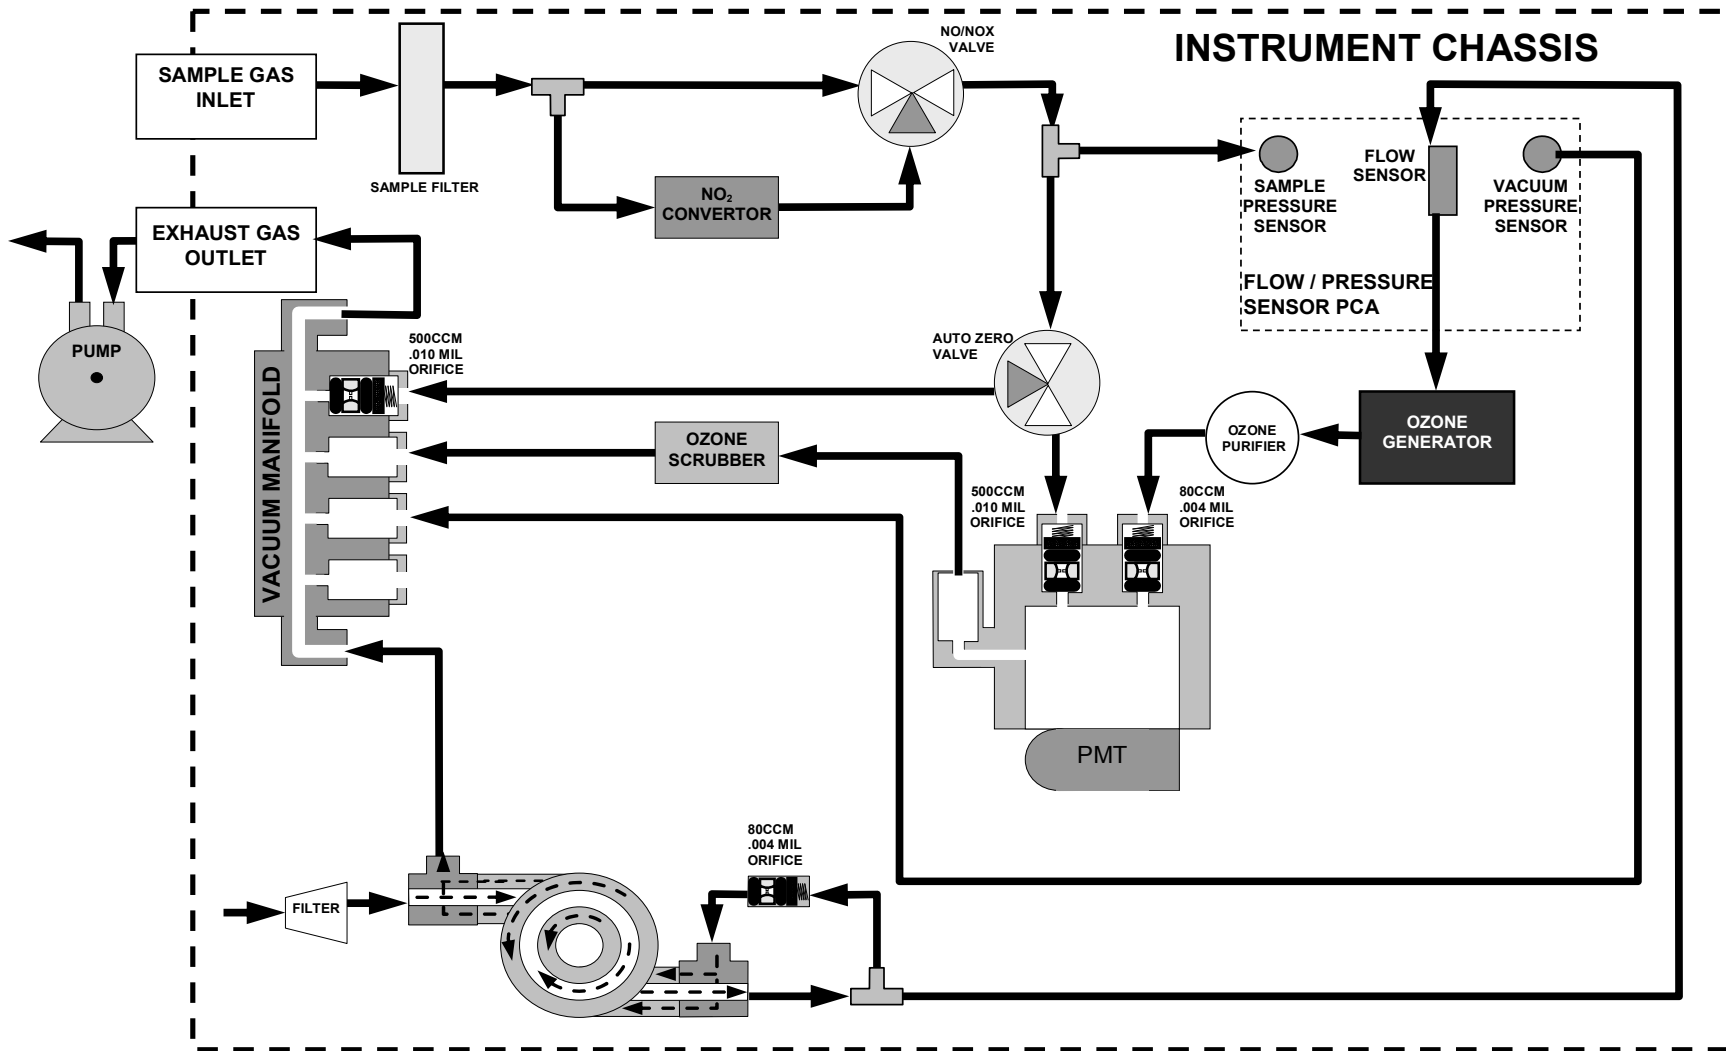 INSTRUMENT CHASSIS
SAMPLE GAS
INLET
SAMPLE FILTER
NO/NOX
VALVE
NO₂
CONVERTOR
EXHAUST GAS
OUTLET
PUMP
SAMPLE
PRESSURE
SENSOR
FLOW
SENSOR
VACUUM
PRESSURE
SENSOR
FLOW / PRESSURE
SENSOR PCA
500CCM
.010 MIL
ORIFICE
AUTO ZERO
VALVE
VACUUM MANIFOLD
OZONE
SCRUBBER
OZONE
PURIFIER
OZONE
GENERATOR
500CCM
.010 MIL
ORIFICE
80CCM
.004 MIL
ORIFICE
PMT
80CCM
.004 MIL
ORIFICE
FILTER